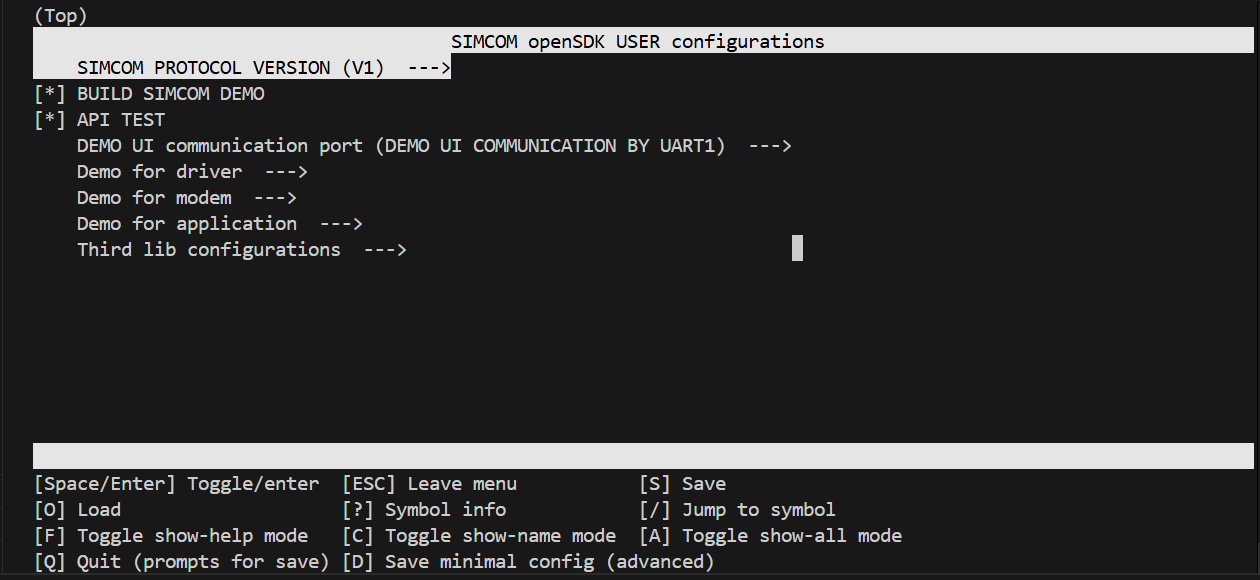 (Top)
SIMCOM openSDK USER configurations
SIMCOM PROTOCOL VERSION (V1)  --->
[*] BUILD SIMCOM DEMO
[*] API TEST
DEMO UI communication port (DEMO UI COMMUNICATION BY UART1)  --->
Demo for driver  --->
Demo for modem  --->
Demo for application  --->
Third lib configurations  --->
[Space/Enter] Toggle/enter  [ESC] Leave menu           [S] Save
[O] Load                    [?] Symbol info            [/] Jump to symbol
[F] Toggle show-help mode   [C] Toggle show-name mode  [A] Toggle show-all mode
[Q] Quit (prompts for save) [D] Save minimal config (advanced)